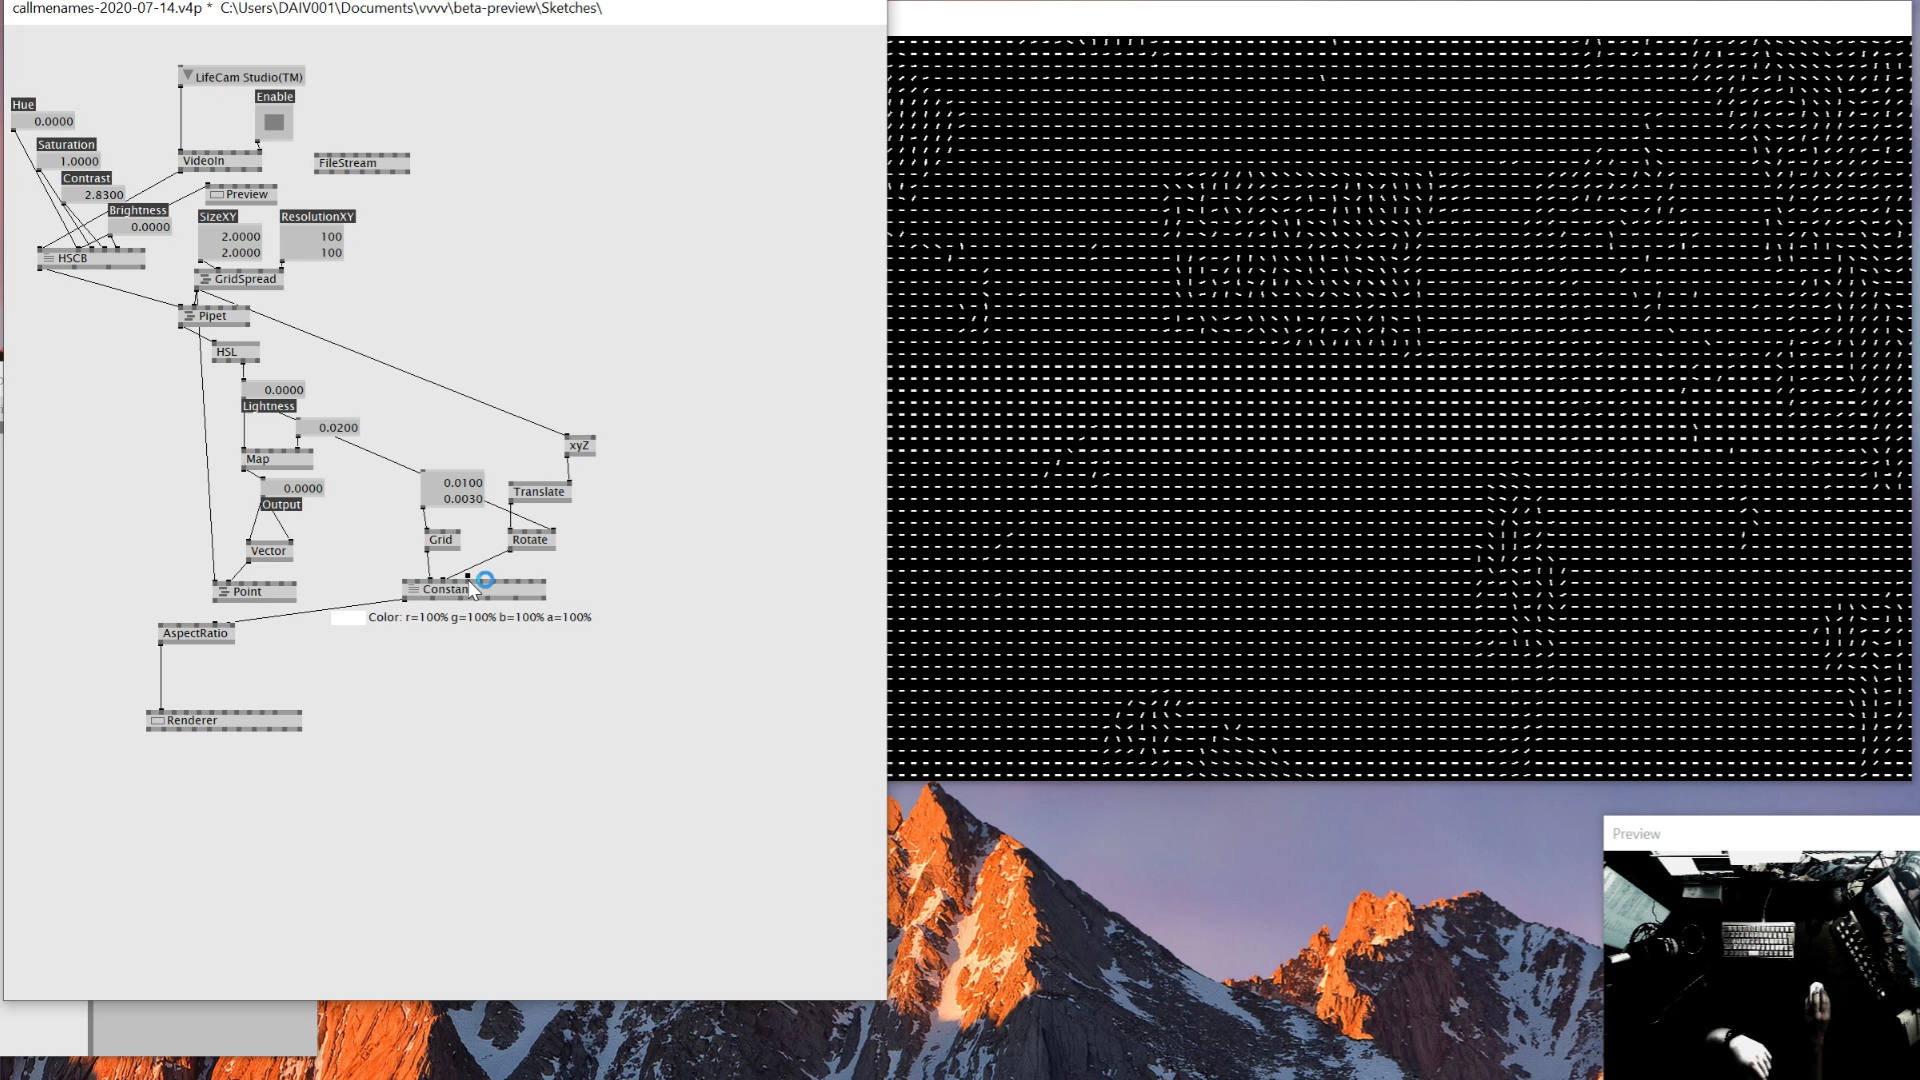 callmenames-2020-07-14.v4p * C:\Users\DAIV001\Documents\vvvv\beta-preview\Sketches\
LifeCam Studio(TM)
Enable
Hue
0.0000
Saturation
1.0000
VideoIn
FileStream
Contrast
2.8300
Preview
Brightness
0.0000
SizeXY
ResolutionXY
2.0000
2.0000
100
100
HSCB
GridSpread
Pipet
HSL
0.0000
Lightness
0.0200
xyZ
Map
0.0000
Output
0.0100
0.0030
Translate
Vector
Grid
Rotate
Point
Constan
Color: r=100% g=100% b=100% a=100%
AspectRatio
Renderer
Preview